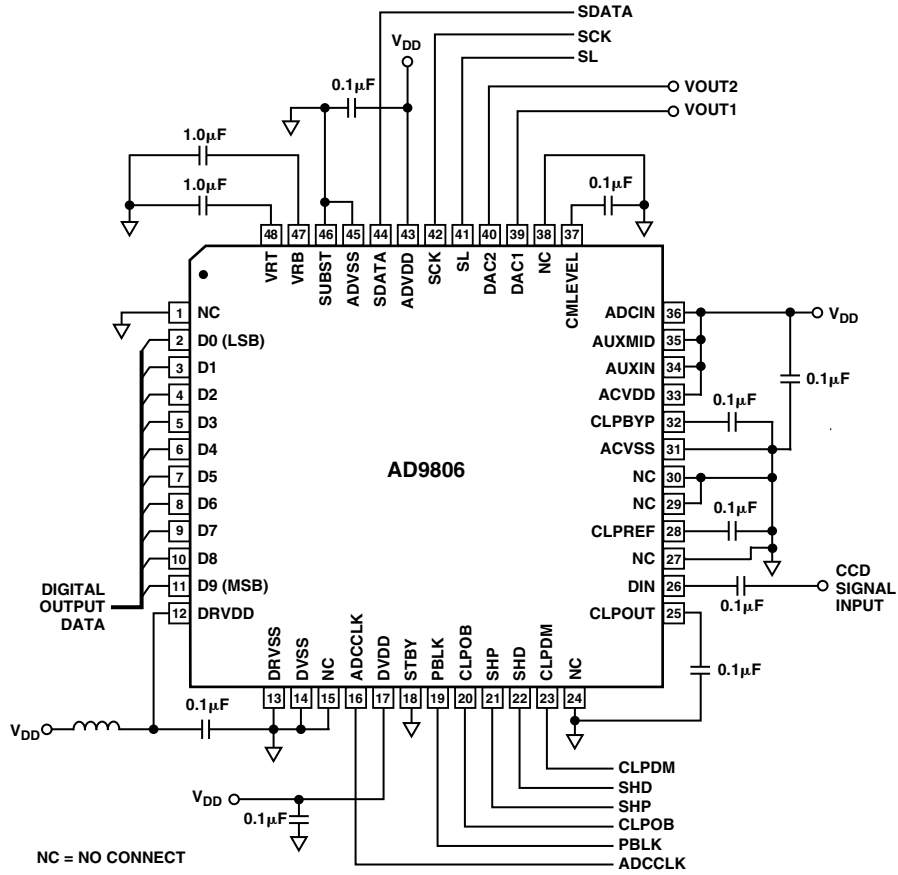 SDATA
SCK
SL
VOUT2
VOUT1
VDD
0.1µF
1.0µF
1.0µF
0.1µF
48 47 46 45 44 43 42 41 40 39 38 37
VRT VRB SUBST ADVSS SDATA ADVDD SCK SL DAC2 DAC1 NC CMLEVEL
1 NC
2 D0 (LSB)
3 D1
4 D2
5 D3
6 D4
7 D5
8 D6
9 D7
10 D8
11 D9 (MSB)
12 DRVDD
DIGITAL
OUTPUT
DATA
AD9806
ADCIN 36
AUXMID 35
AUXIN 34
ACVDD 33
CLPBYP 32
ACVSS 31
NC 30
NC 29
CLPREF 28
NC 27
DIN 26
CLPOUT 25
VDD
0.1µF
0.1µF
0.1µF
0.1µF
CCD
SIGNAL
INPUT
0.1µF
DRVSS DVSS NC ADCCLK DVDD STBY PBLK CLPOB SHP SHD CLPDM NC
13 14 15 16 17 18 19 20 21 22 23 24
VDD
0.1µF
VDD
0.1µF
CLPDM
SHD
SHP
CLPOB
PBLK
ADCCLK
NC = NO CONNECT